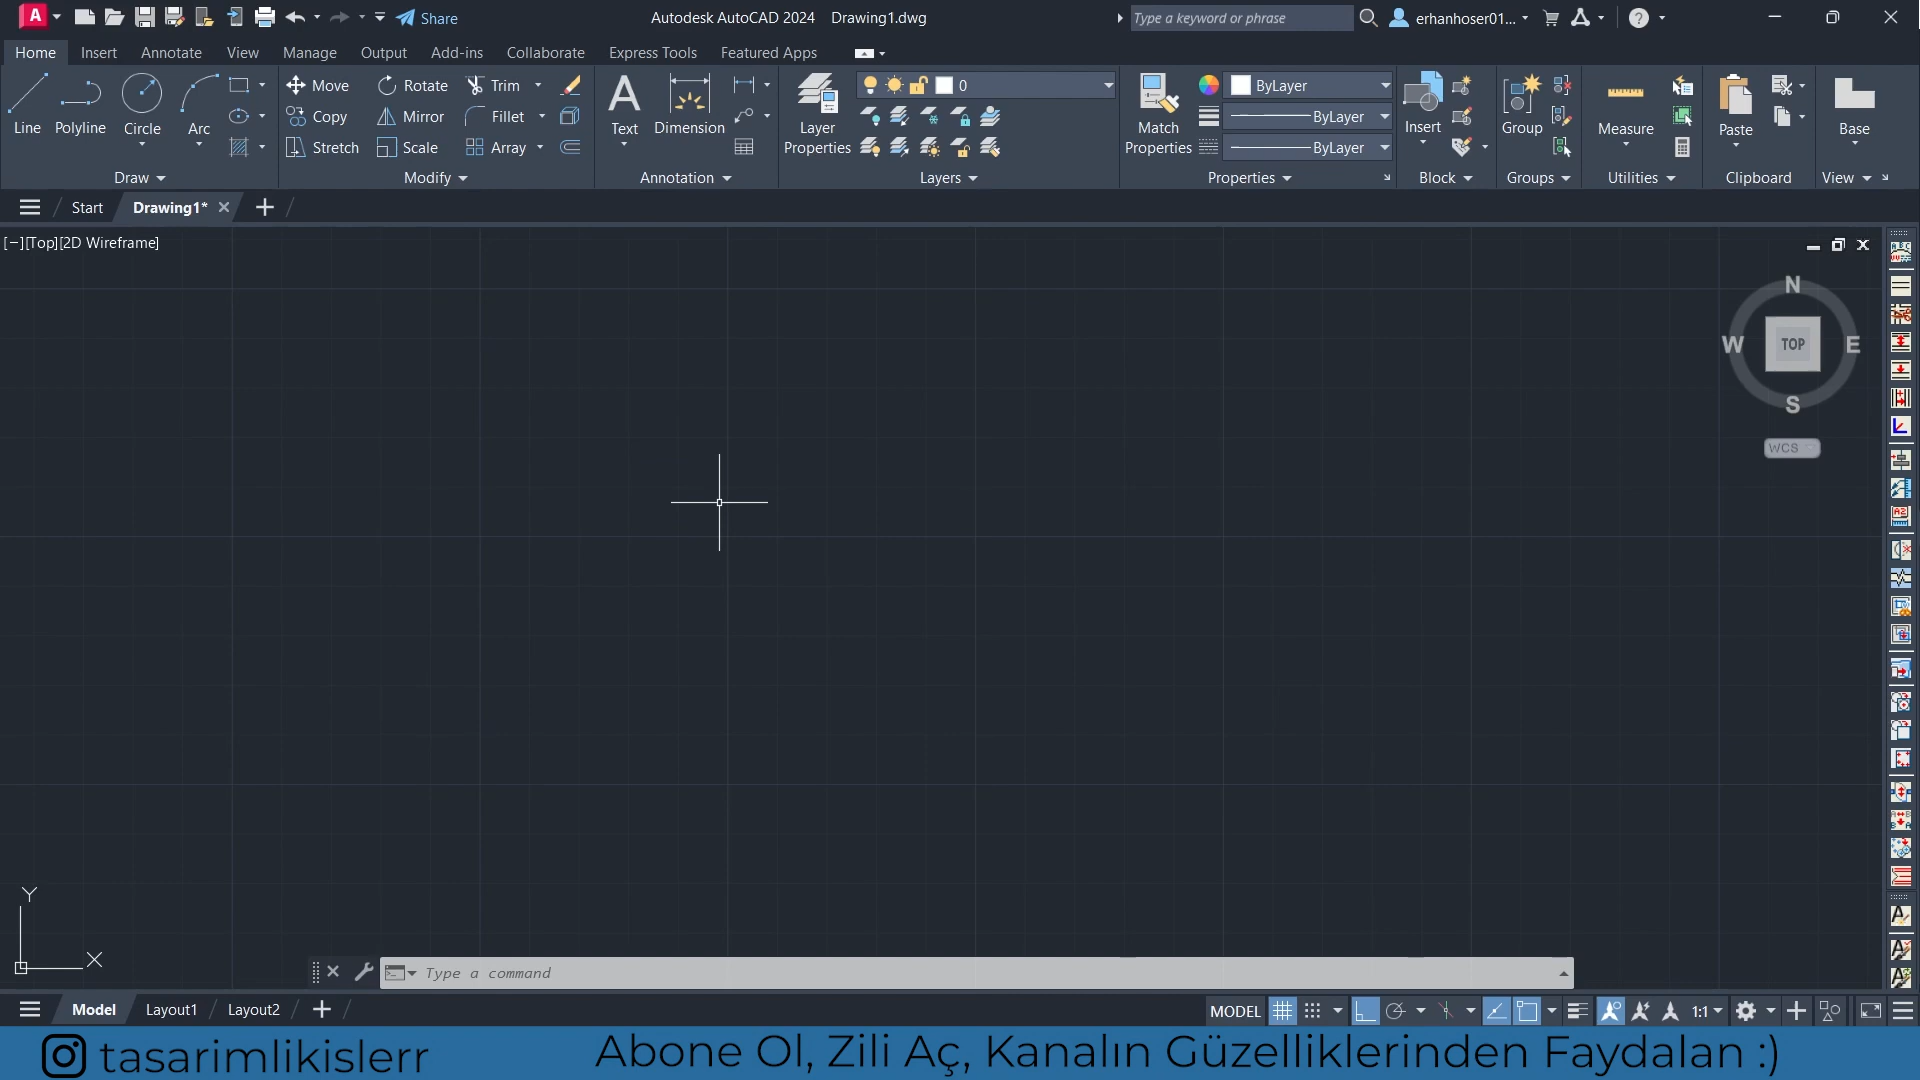 A Share Autodesk AutoCAD 2024 Drawing1.dwg Type a keyword or phrase erhanhoser01... ?
Home Insert Annotate View Manage Output Add-ins Collaborate Express Tools Featured Apps
Line Polyline Circle Arc
Move Rotate Trim
Copy Mirror Fillet
Stretch Scale Array
A
Text Dimension
Layer
Properties
0
Match
Properties
ByLayer
ByLayer
ByLayer
Insert Group Measure Paste Base
Draw Modify Annotation Layers Properties Block Groups Utilities Clipboard View
Start Drawing1* +
[−][Top][2D Wireframe]
N
W TOP E
S
WCS
Y
X
Type a command
Model Layout1 Layout2 + MODEL 1:1
tasarimlikislerr Abone Ol, Zili Aç, Kanalın Güzelliklerinden Faydalan :)